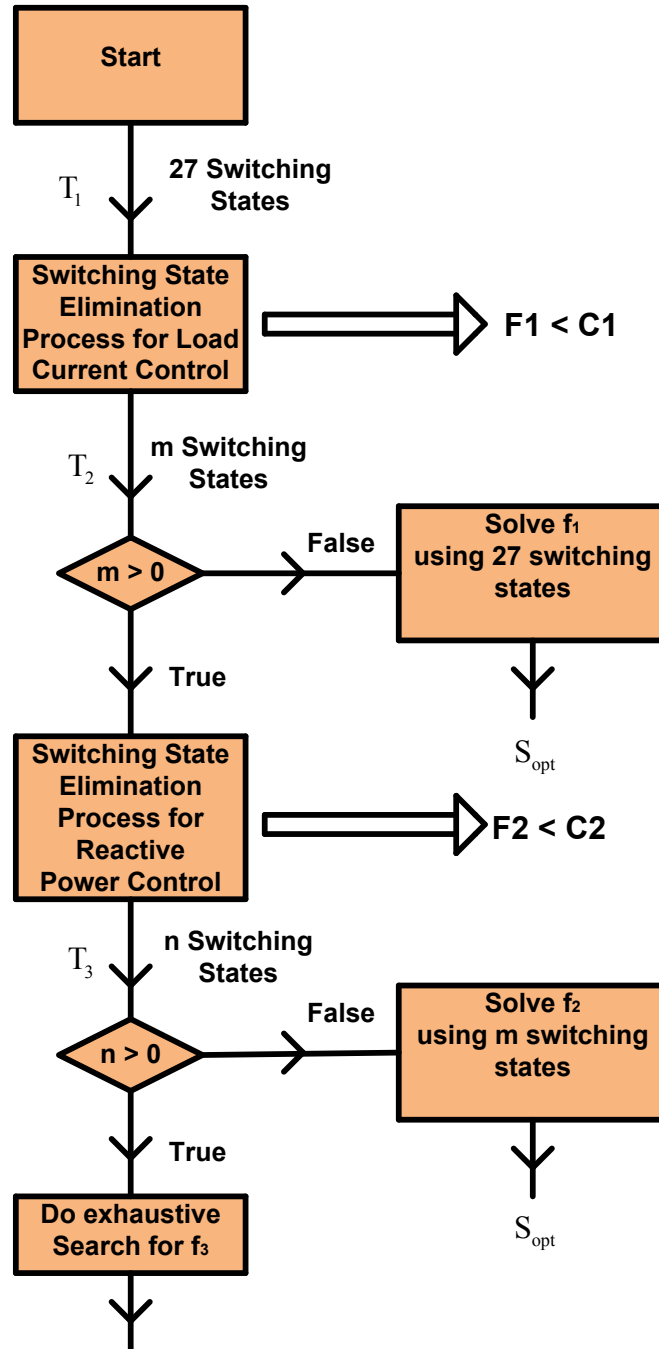 Start
T₁
27 Switching
States
Switching State
Elimination
Process for Load
Current Control
F1 < C1
T₂
m Switching
States
m > 0
False
Solve f₁
using 27 switching
states
True
S_opt
Switching State
Elimination
Process for
Reactive
Power Control
F2 < C2
T₃
n Switching
States
n > 0
False
Solve f₂
using m switching
states
True
S_opt
Do exhaustive
Search for f₃